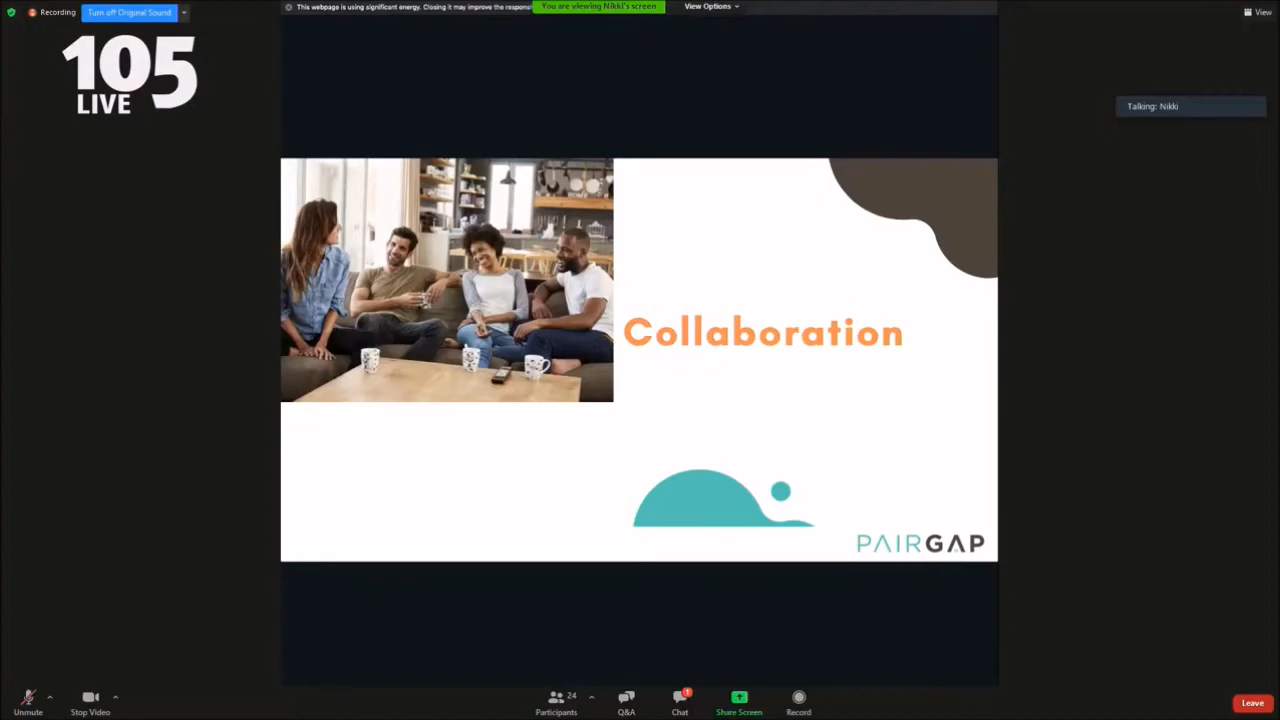 Recording
Turn off Original Sound
This webpage is using significant energy. Closing it may improve the respons
You are viewing Nikki's screen
View Options
View
105
LIVE
Talking: Nikki
HOME
Collaboration
PAIRGAP
Unmute
Stop Video
Participants
24
Q&A
Chat
1
Share Screen
Record
Leave